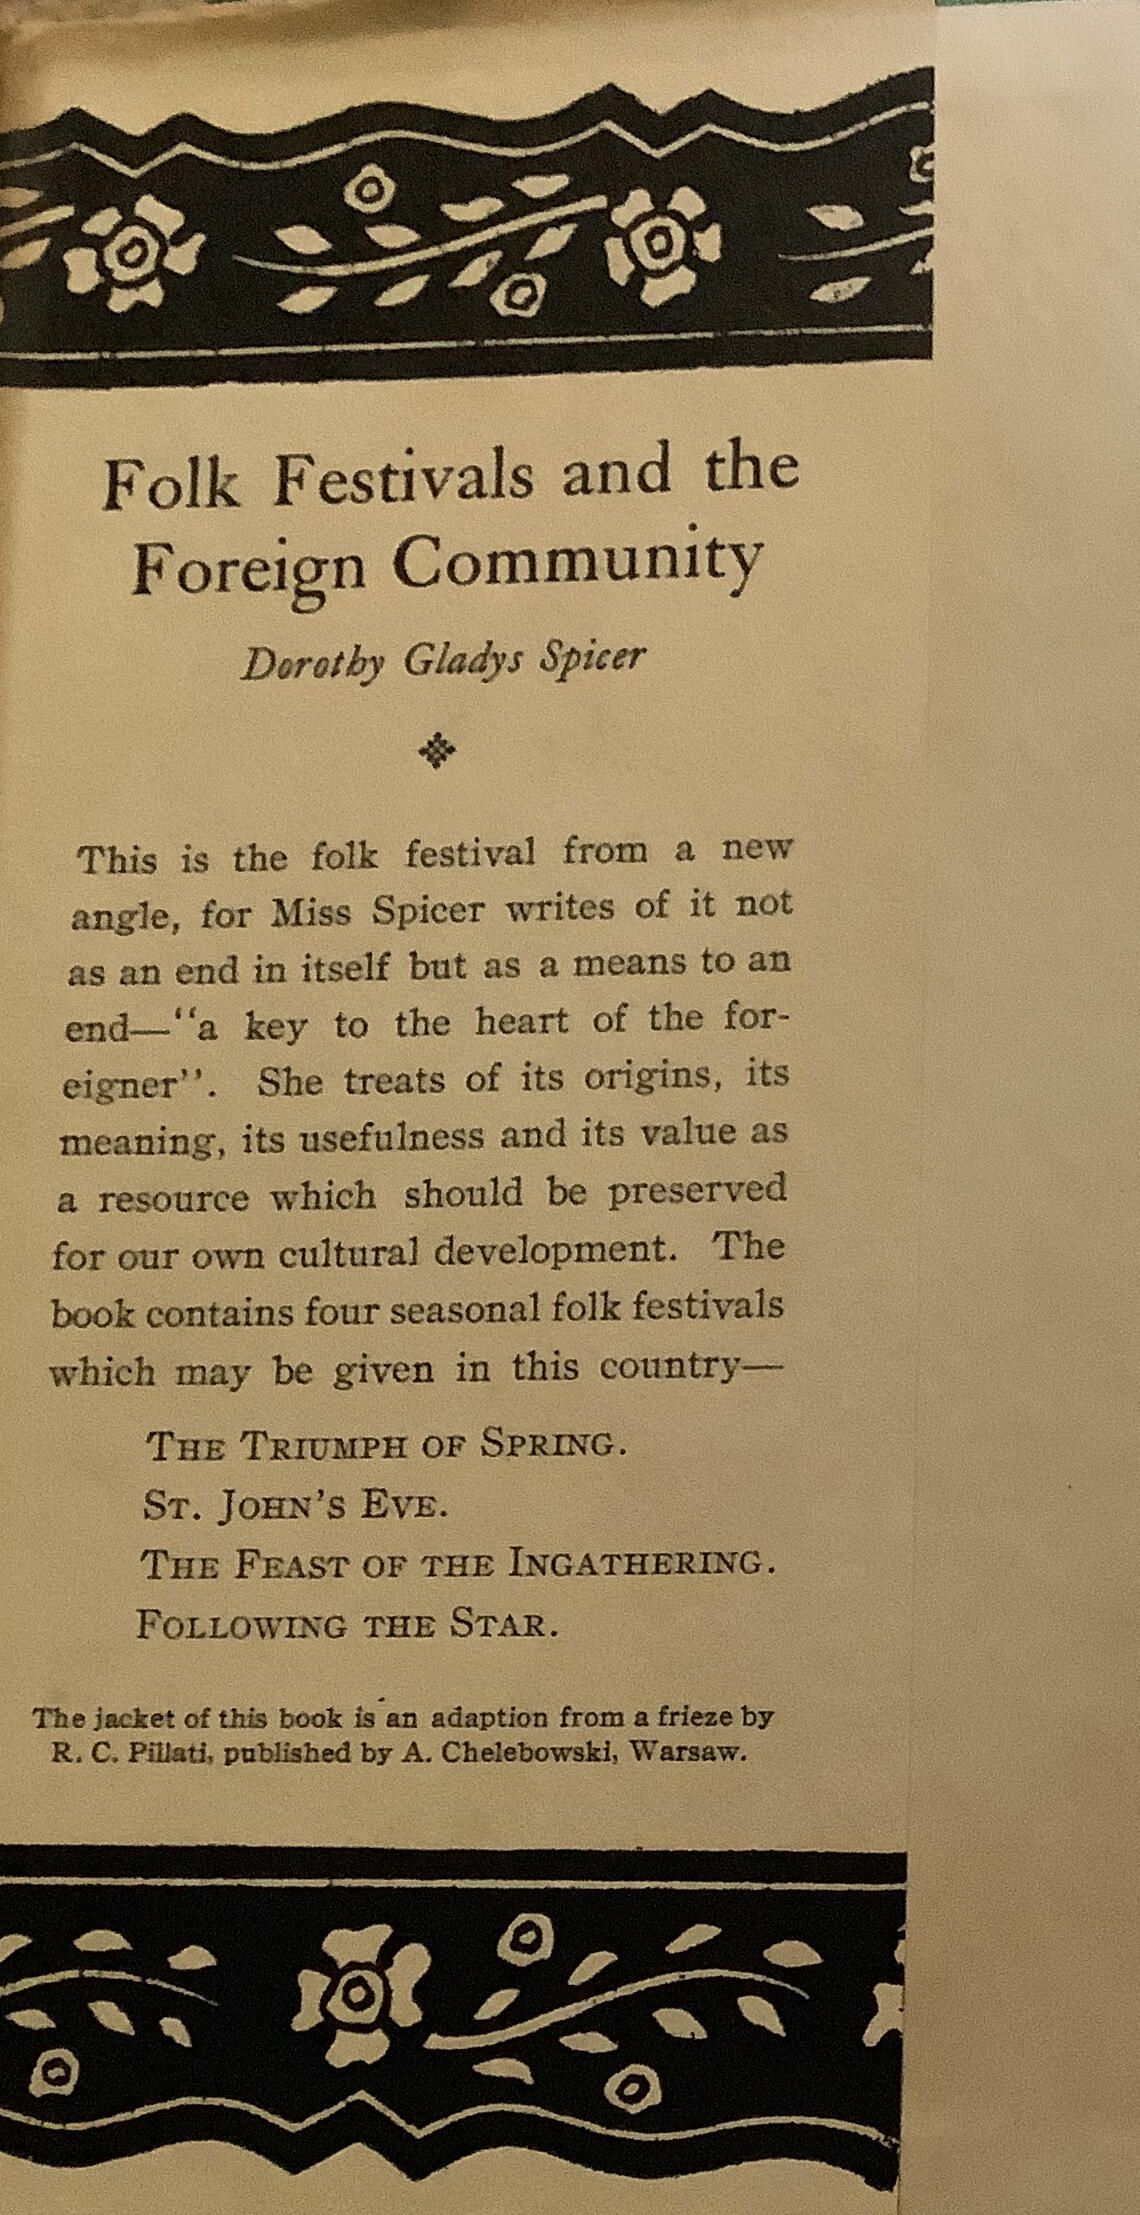 Folk Festivals and the
Foreign Community
Dorothy Gladys Spicer
This is the folk festival from a new
angle, for Miss Spicer writes of it not
as an end in itself but as a means to an
end—“a key to the heart of the for-
eigner”. She treats of its origins, its
meaning, its usefulness and its value as
a resource which should be preserved
for our own cultural development. The
book contains four seasonal folk festivals
which may be given in this country—
THE TRIUMPH OF SPRING.
ST. JOHN’S EVE.
THE FEAST OF THE INGATHERING.
FOLLOWING THE STAR.
The jacket of this book is an adaption from a frieze by
R. C. Pillati, published by A. Chelebowski, Warsaw.